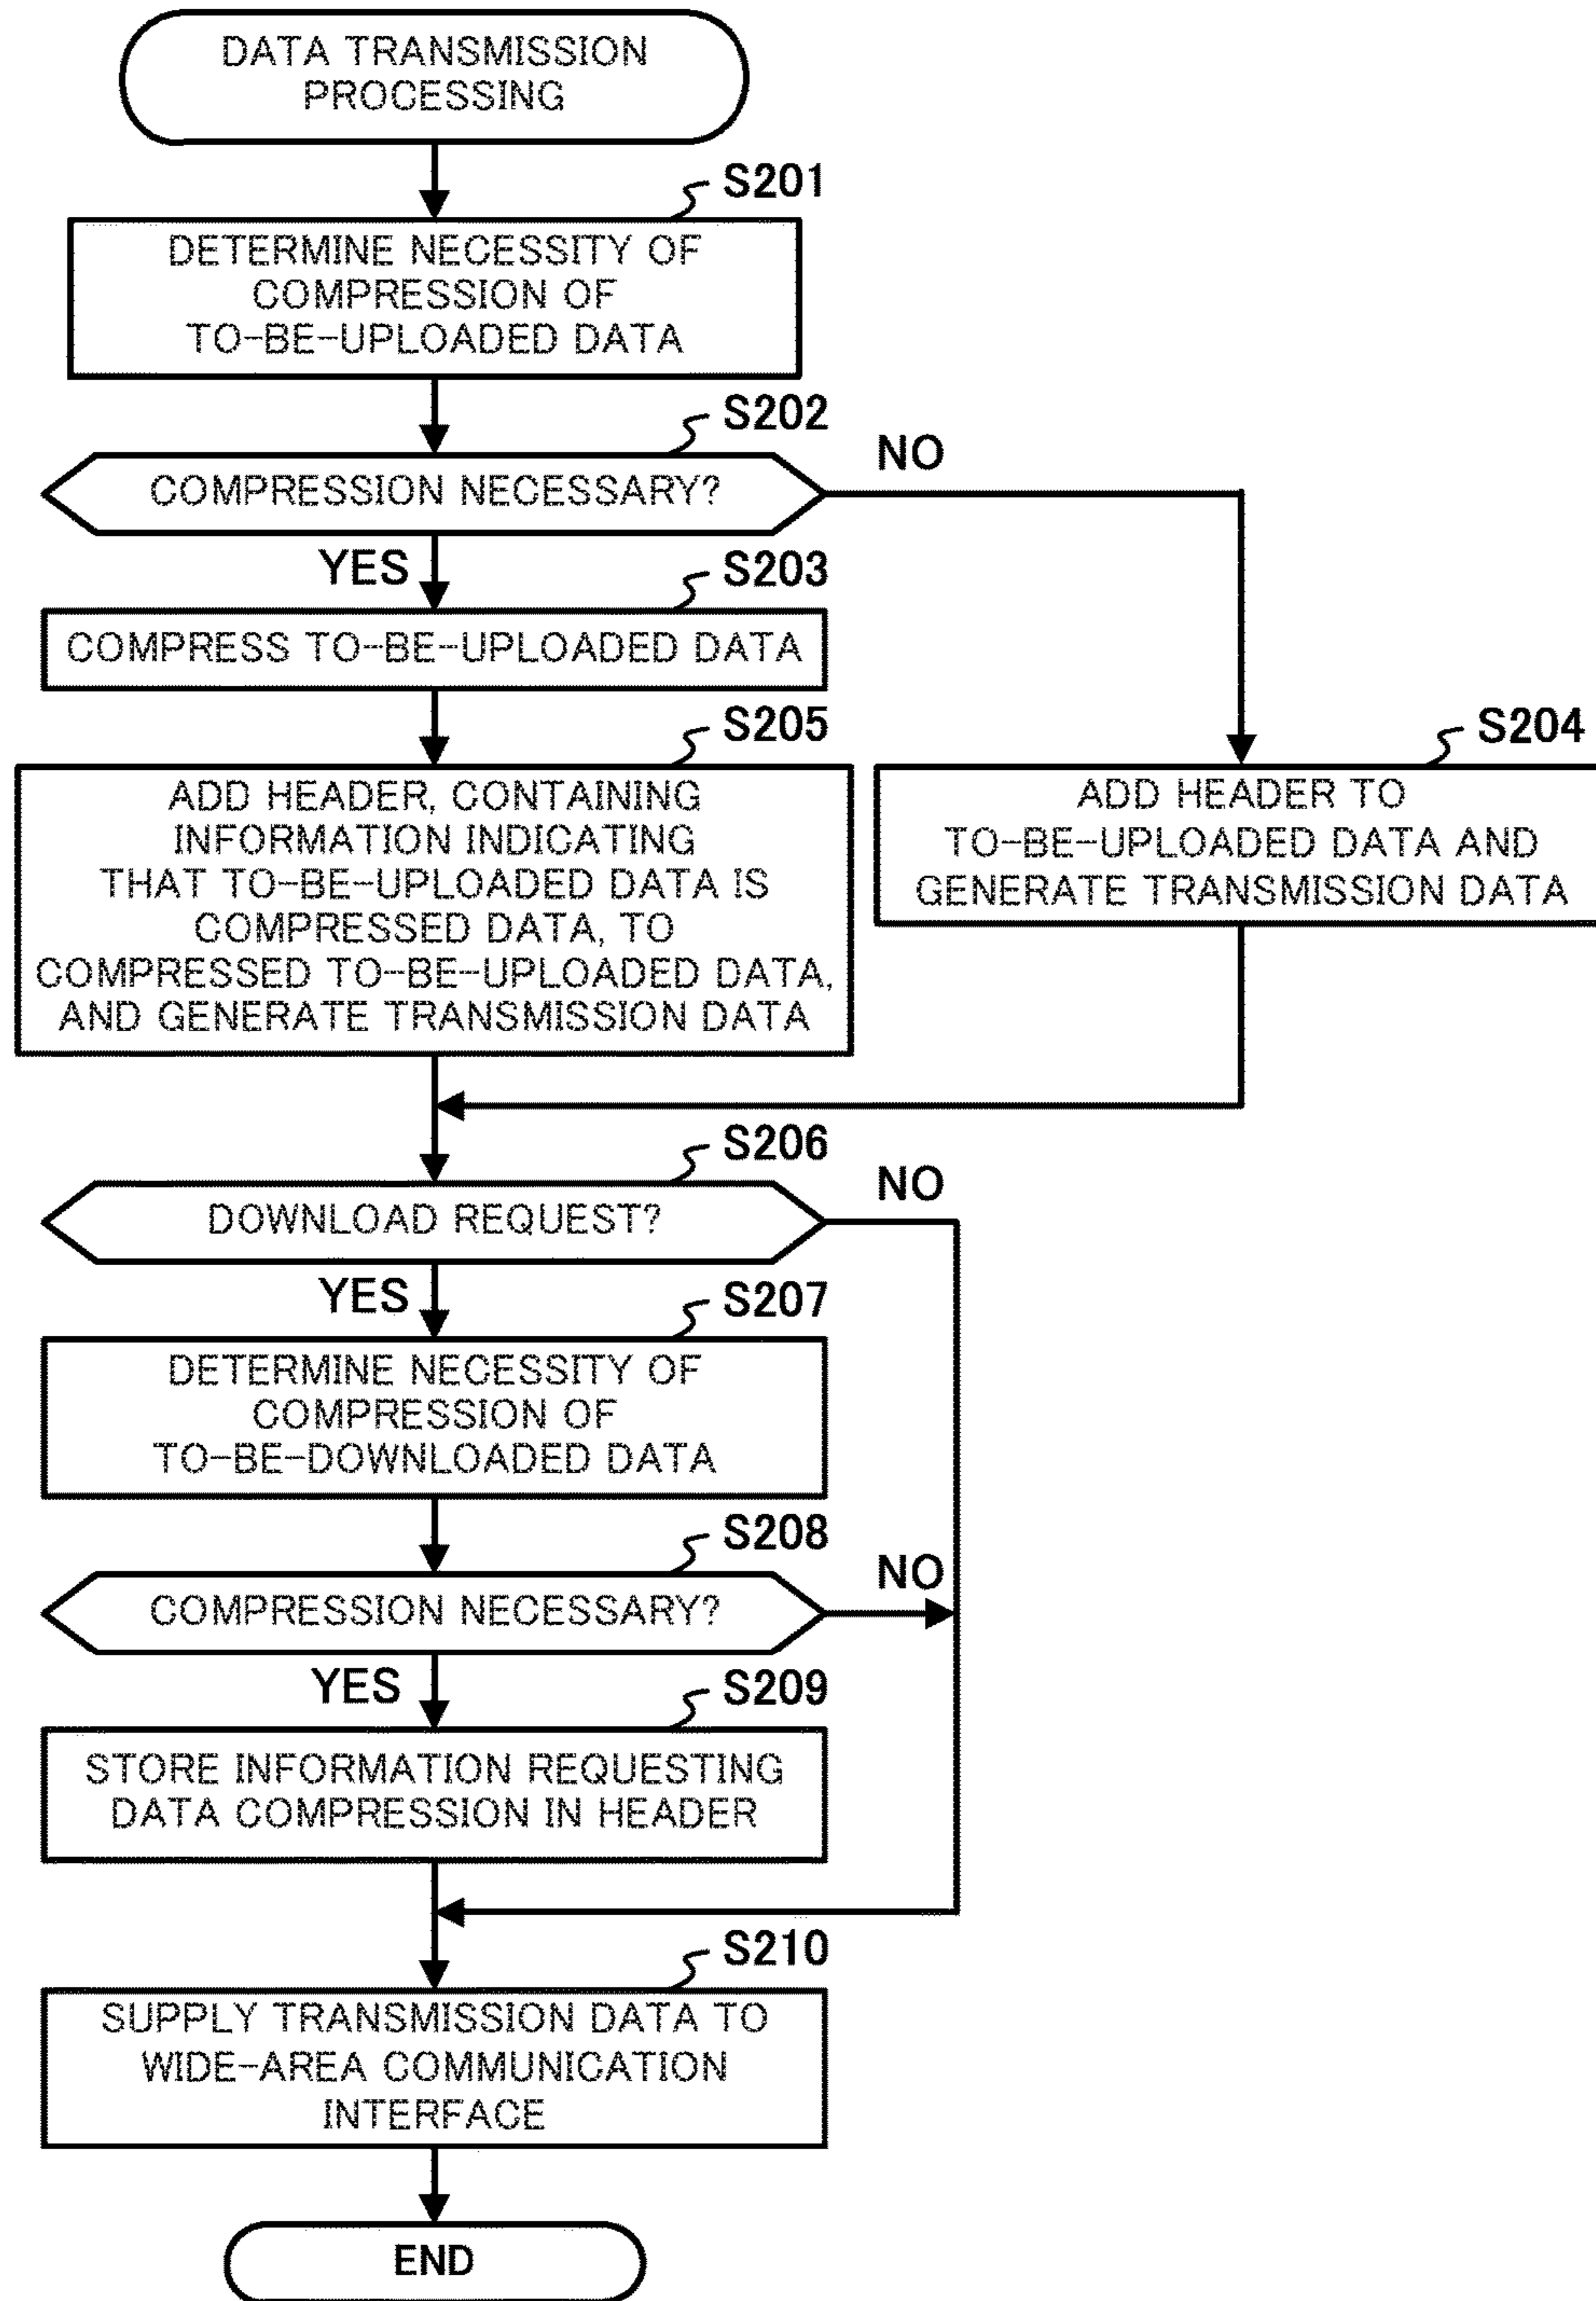 DATA TRANSMISSION
PROCESSING
S201
DETERMINE NECESSITY OF
COMPRESSION OF
TO-BE-UPLOADED DATA
S202
COMPRESSION NECESSARY?
NO
YES
S203
COMPRESS TO-BE-UPLOADED DATA
S205
ADD HEADER, CONTAINING
INFORMATION INDICATING
THAT TO-BE-UPLOADED DATA IS
COMPRESSED DATA, TO
COMPRESSED TO-BE-UPLOADED DATA,
AND GENERATE TRANSMISSION DATA
S204
ADD HEADER TO
TO-BE-UPLOADED DATA AND
GENERATE TRANSMISSION DATA
S206
DOWNLOAD REQUEST?
NO
YES
S207
DETERMINE NECESSITY OF
COMPRESSION OF
TO-BE-DOWNLOADED DATA
S208
COMPRESSION NECESSARY?
NO
YES
S209
STORE INFORMATION REQUESTING
DATA COMPRESSION IN HEADER
S210
SUPPLY TRANSMISSION DATA TO
WIDE-AREA COMMUNICATION
INTERFACE
END